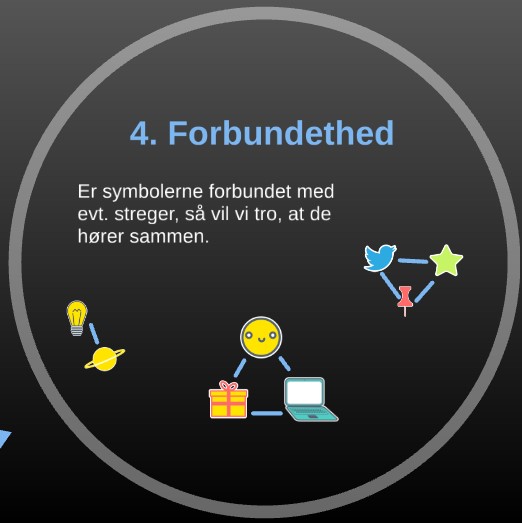 4. Forbundethed
Er symbolerne forbundet med
evt. streger, så vil vi tro, at de
hører sammen.